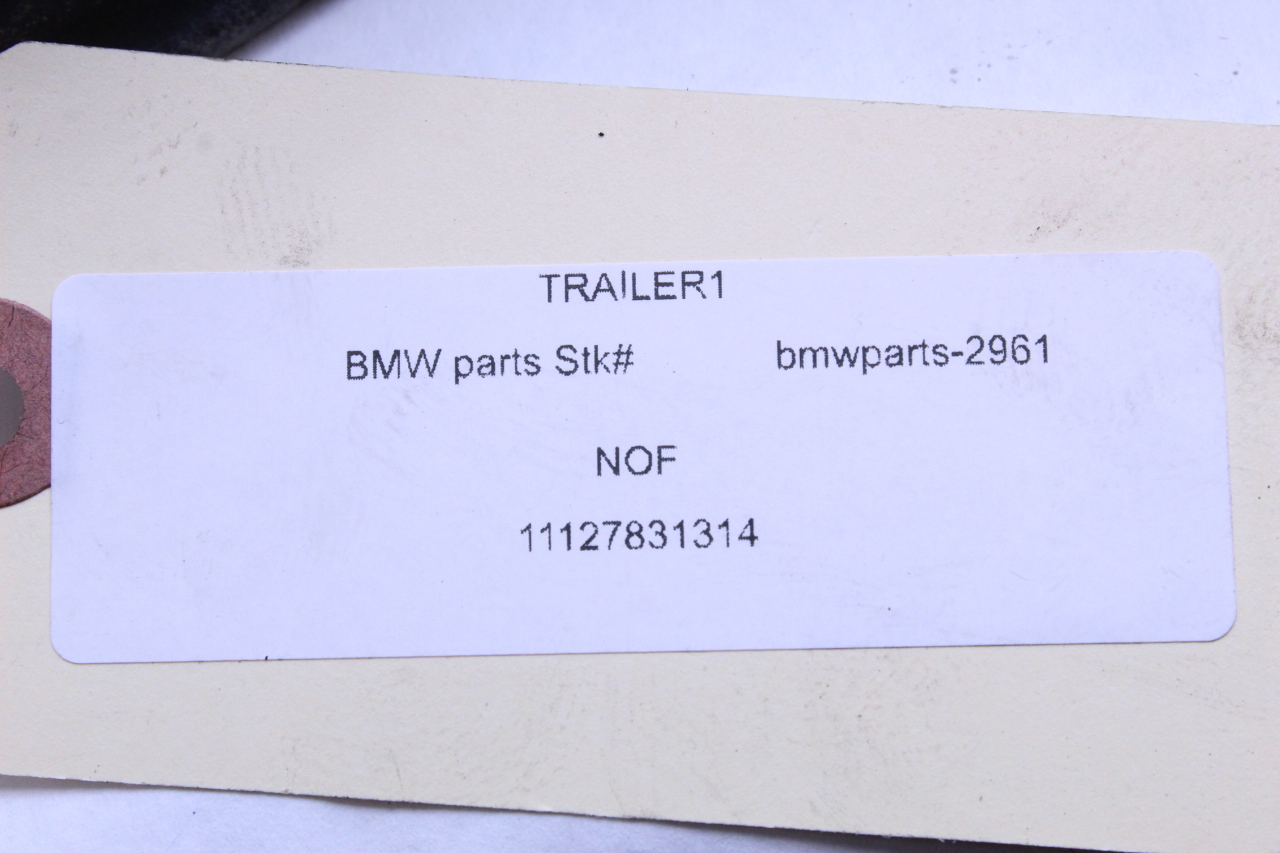 TRAILER1
BMW parts Stk# bmwparts-2961
NOF
11127831314